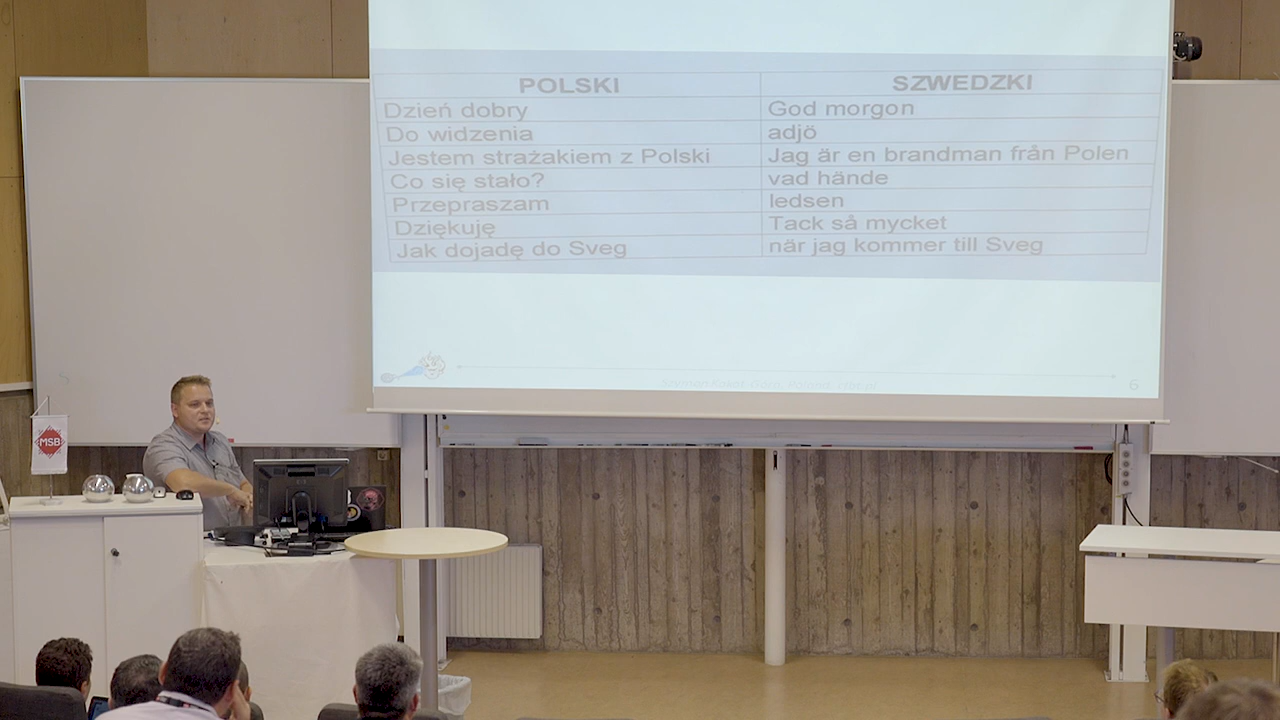 POLSKI SZWEDZKI
Dzień dobry God morgon
Do widzenia adjö
Jestem strażakiem z Polski Jag är en brandman från Polen
Co się stało? vad hände
Przepraszam ledsen
Dziękuję Tack så mycket
Jak dojadę do Sveg när jag kommer till Sveg
6
MSB